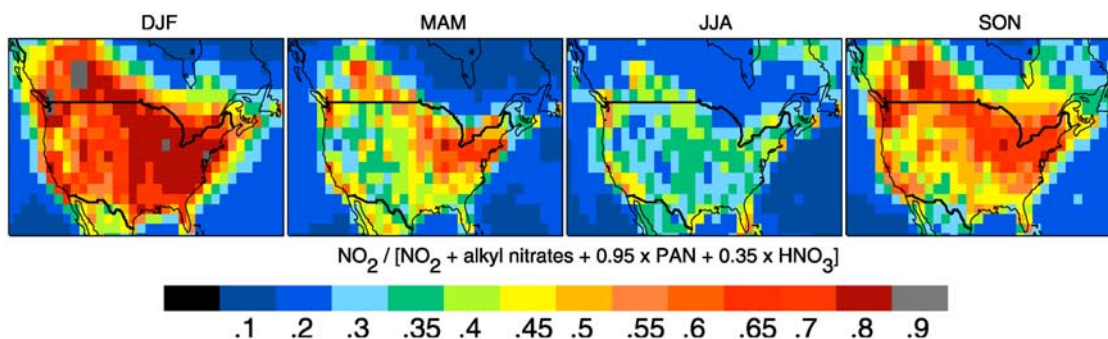 DJF MAM JJA SON
NO2 / [NO2 + alkyl nitrates + 0.95 x PAN + 0.35 x HNO3]
.1 .2 .3 .35 .4 .45 .5 .55 .6 .65 .7 .8 .9